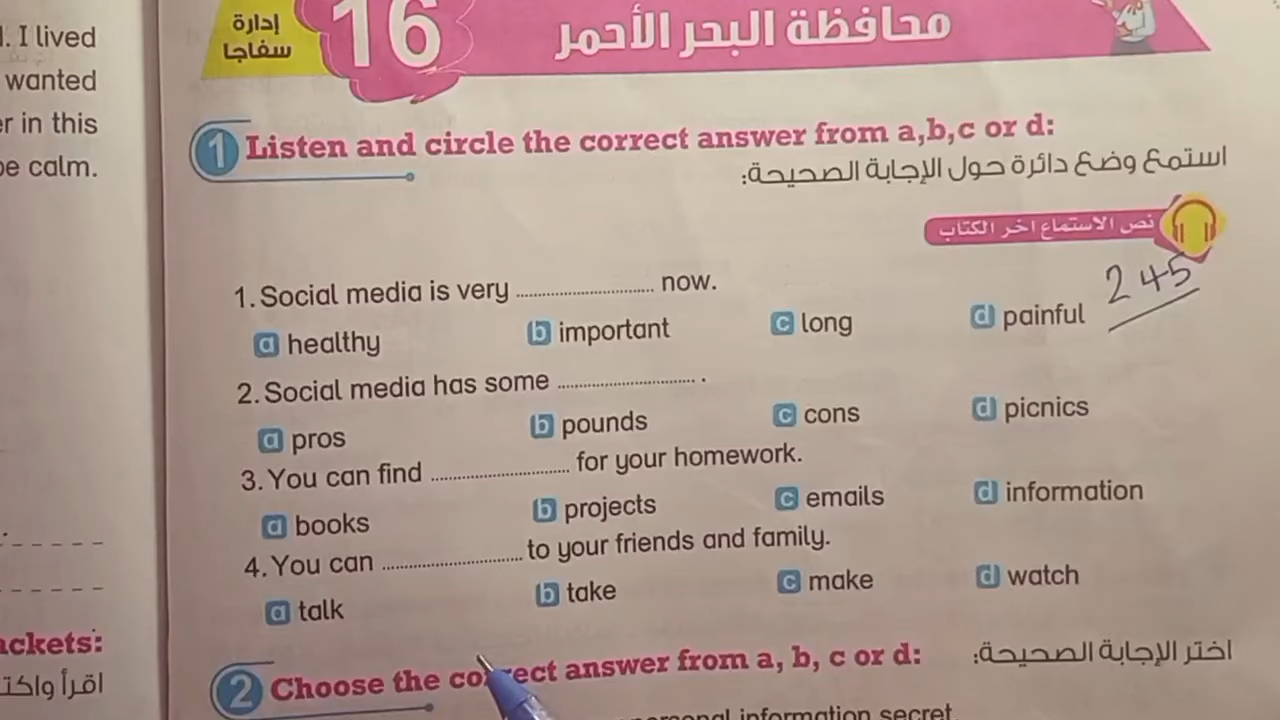 . I lived
wanted
r in this
be calm.
ackets:
اقرأ واكت
إدارة
سفاجا
16
محافظة البحر الأحمر
1 Listen and circle the correct answer from a,b,c or d:
استمع وضع دائرة حول الإجابة الصحيحة:
نص الاستماع اخر الكتاب
245
1. Social media is very .......................... now.
a healthy b important c long d painful
2. Social media has some .......................... .
a pros b pounds c cons d picnics
3. You can find .......................... for your homework.
a books b projects c emails d information
4. You can .......................... to your friends and family.
a talk b take c make d watch
2 Choose the correct answer from a, b, c or d:
اختر الإجابة الصحيحة:
personal information secret.